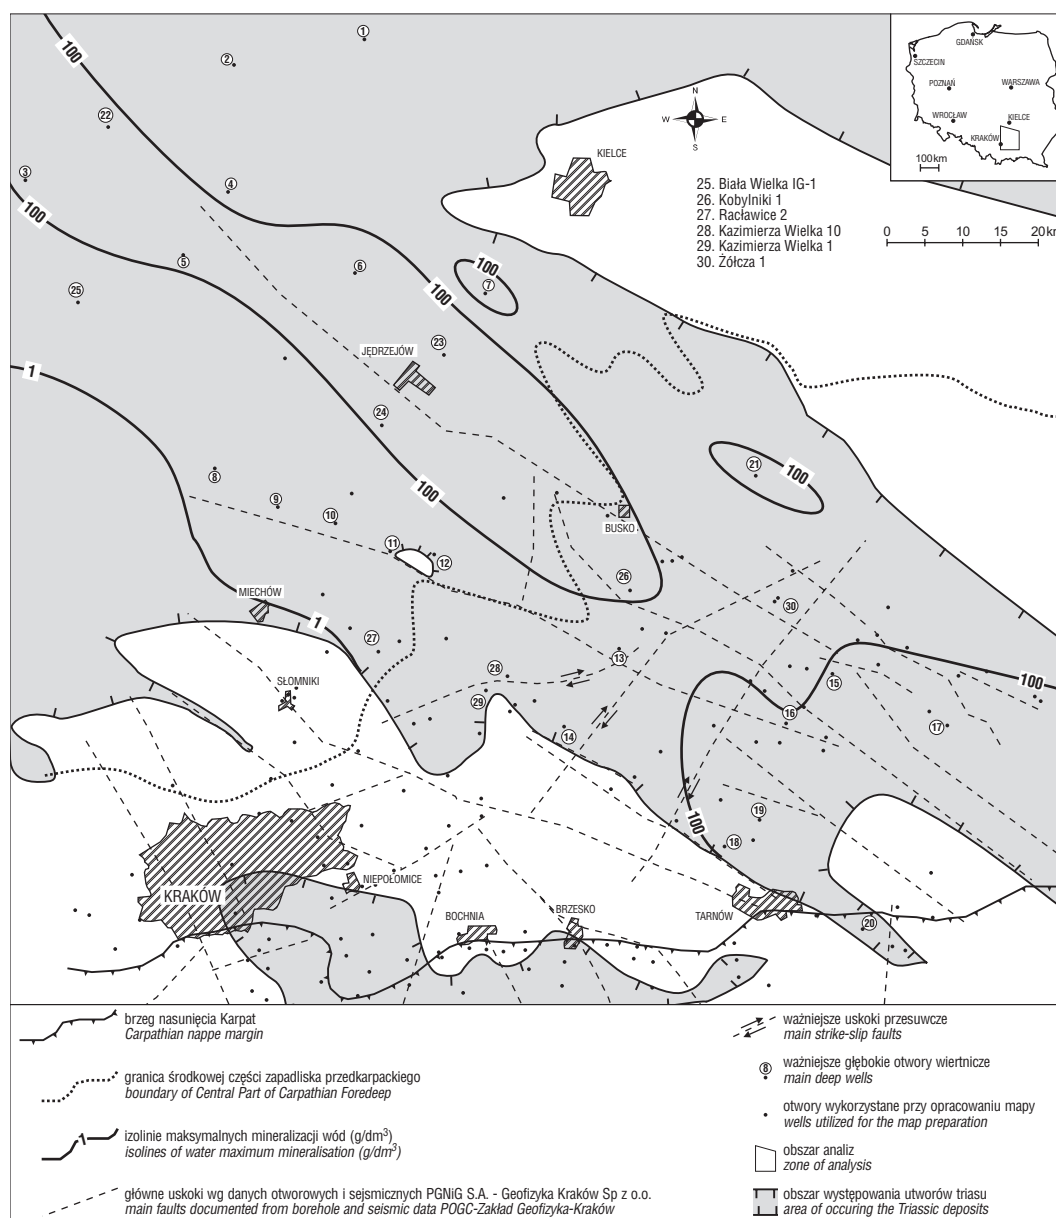 1
2
100
22
3
4
100
5
25
6
7
100
100
23
JĘDRZEJÓW
24
1
8
9
10
11
12
100
21
100
BUSKO
26
30
MIECHÓW
1
27
SŁOMNIKI
28
29
13
14
15
16
17
100
100
18
19
20
KIELCE
N
W
E
S
GDAŃSK
SZCZECIN
POZNAŃ
WARSZAWA
WROCŁAW
KIELCE
KRAKÓW
100km
25. Biała Wielka IG-1
26. Kobylniki 1
27. Racławice 2
28. Kazimierza Wielka 10
29. Kazimierza Wielka 1
30. Żółcza 1
0 5 10 15 20 km
KRAKÓW
NIEPOŁOMICE
BOCHNIA
BRZESKO
TARNÓW
brzeg nasunięcia Karpat
Carpathian nappe margin
granica środkowej części zapadliska przedkarpackiego
boundary of Central Part of Carpathian Foredeep
1
izolinie maksymalnych mineralizacji wód (g/dm³)
isolines of water maximum mineralisation (g/dm³)
główne uskoki wg danych otworowych i sejsmicznych PGNiG S.A. - Geofizyka Kraków Sp z o.o.
main faults documented from borehole and seismic data POGC-Zakład Geofizyka-Kraków
ważniejsze uskoki przesuwcze
main strike-slip faults
8
ważniejsze głębokie otwory wiertnicze
main deep wells
otwory wykorzystane przy opracowaniu mapy
wells utilized for the map preparation
obszar analiz
zone of analysis
obszar występowania utworów triasu
area of occuring the Triassic deposits